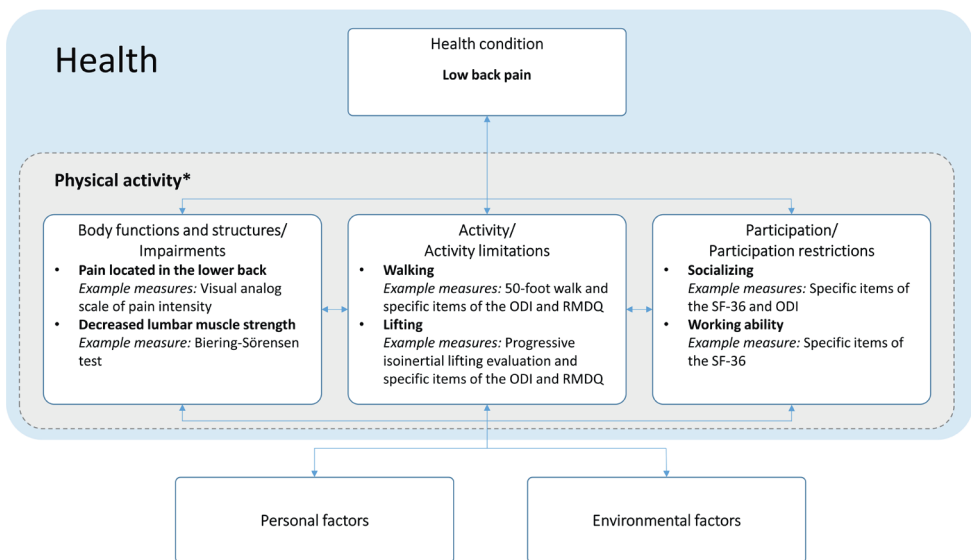 Health
Health condition
Low back pain
Physical activity*
Body functions and structures/
Impairments
• Pain located in the lower back
Example measures: Visual analog
scale of pain intensity
• Decreased lumbar muscle strength
Example measure: Biering-Sörensen
test
Activity/
Activity limitations
• Walking
Example measures: 50-foot walk and
specific items of the ODI and RMDQ
• Lifting
Example measures: Progressive
isoinertial lifting evaluation and
specific items of the ODI and RMDQ
Participation/
Participation restrictions
• Socializing
Example measures: Specific items of
the SF-36 and ODI
• Working ability
Example measure: Specific items of
the SF-36
Personal factors
Environmental factors